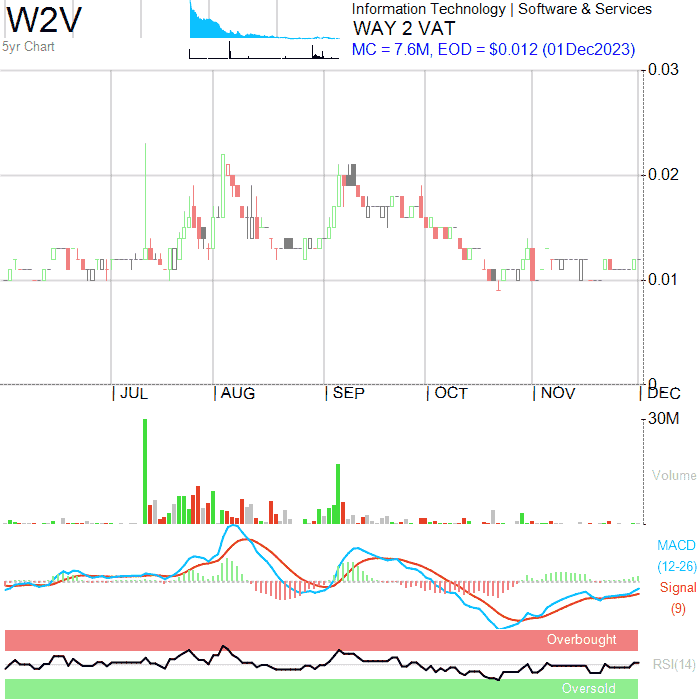 W2V
5yr Chart
Information Technology | Software & Services
WAY 2 VAT
MC = 7.6M, EOD = $0.012 (01Dec2023)
0.03
0.02
0.01
0
| JUL | AUG | SEP | OCT | NOV | DEC
30M
Volume
MACD
(12-26)
Signal
(9)
Overbought
RSI(14)
Oversold